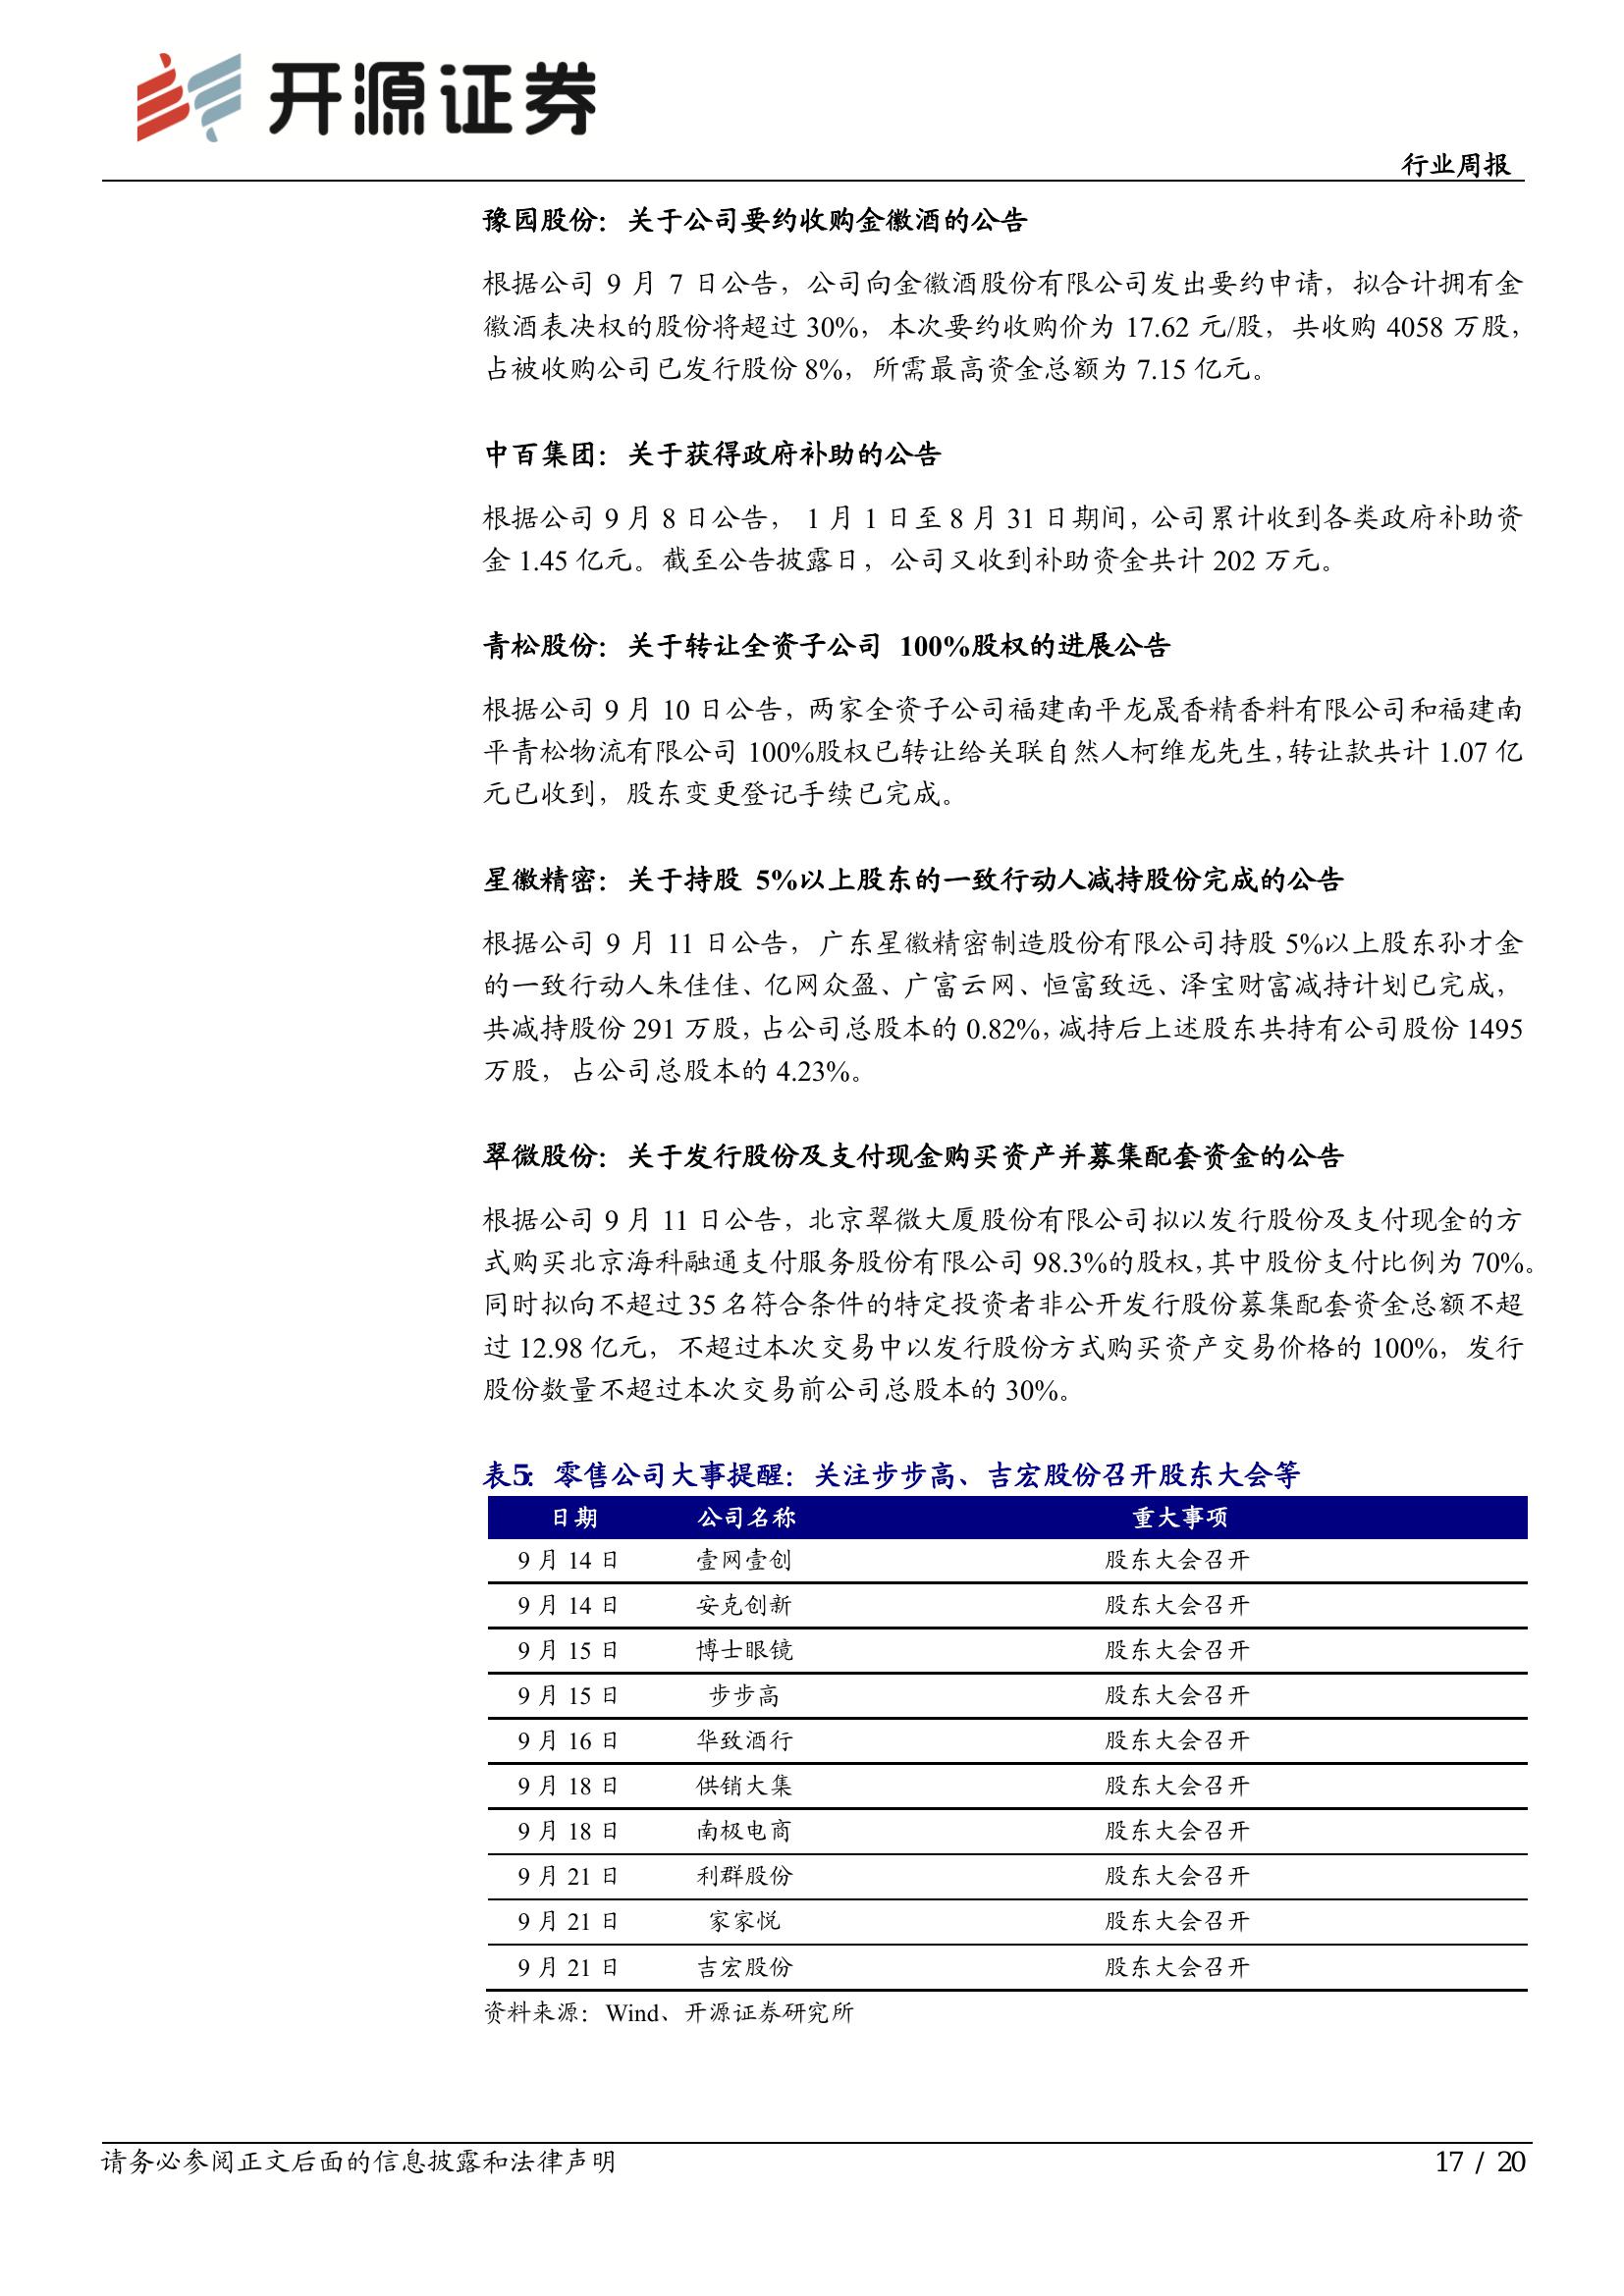 开源证券
行业周报
豫园股份：关于公司要约收购金徽酒的公告
根据公司 9 月 7 日公告，公司向金徽酒股份有限公司发出要约申请，拟合计拥有金
徽酒表决权的股份将超过 30%，本次要约收购价为 17.62 元/股，共收购 4058 万股，
占被收购公司已发行股份 8%，所需最高资金总额为 7.15 亿元。
中百集团：关于获得政府补助的公告
根据公司 9 月 8 日公告， 1 月 1 日至 8 月 31 日期间，公司累计收到各类政府补助资
金 1.45 亿元。截至公告披露日，公司又收到补助资金共计 202 万元。
青松股份：关于转让全资子公司 100%股权的进展公告
根据公司 9 月 10 日公告，两家全资子公司福建南平龙晟香精香料有限公司和福建南
平青松物流有限公司 100%股权已转让给关联自然人柯维龙先生，转让款共计 1.07 亿
元已收到，股东变更登记手续已完成。
星徽精密：关于持股 5%以上股东的一致行动人减持股份完成的公告
根据公司 9 月 11 日公告，广东星徽精密制造股份有限公司持股 5%以上股东孙才金
的一致行动人朱佳佳、亿网众盈、广富云网、恒富致远、泽宝财富减持计划已完成，
共减持股份 291 万股，占公司总股本的 0.82%，减持后上述股东共持有公司股份 1495
万股，占公司总股本的 4.23%。
翠微股份：关于发行股份及支付现金购买资产并募集配套资金的公告
根据公司 9 月 11 日公告，北京翠微大厦股份有限公司拟以发行股份及支付现金的方
式购买北京海科融通支付服务股份有限公司 98.3%的股权，其中股份支付比例为 70%。
同时拟向不超过 35 名符合条件的特定投资者非公开发行股份募集配套资金总额不超
过 12.98 亿元，不超过本次交易中以发行股份方式购买资产交易价格的 100%，发行
股份数量不超过本次交易前公司总股本的 30%。
表5：零售公司大事提醒：关注步步高、吉宏股份召开股东大会等
日期 公司名称 重大事项
9 月 14 日 壹网壹创 股东大会召开
9 月 14 日 安克创新 股东大会召开
9 月 15 日 博士眼镜 股东大会召开
9 月 15 日 步步高 股东大会召开
9 月 16 日 华致酒行 股东大会召开
9 月 18 日 供销大集 股东大会召开
9 月 18 日 南极电商 股东大会召开
9 月 21 日 利群股份 股东大会召开
9 月 21 日 家家悦 股东大会召开
9 月 21 日 吉宏股份 股东大会召开
资料来源：Wind、开源证券研究所
请务必参阅正文后面的信息披露和法律声明 17 / 20